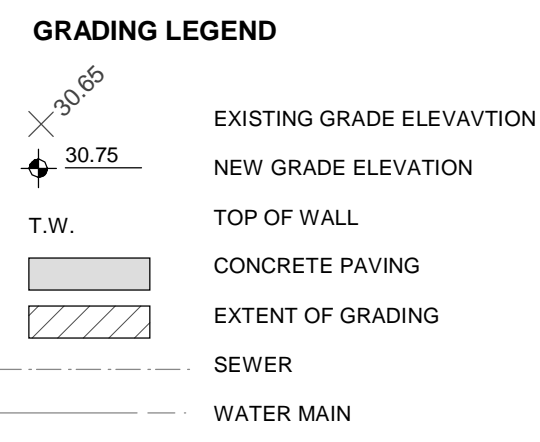 GRADING LEGEND
30.65 EXISTING GRADE ELEVAVTION
30.75 NEW GRADE ELEVATION
T.W. TOP OF WALL
CONCRETE PAVING
EXTENT OF GRADING
SEWER
WATER MAIN